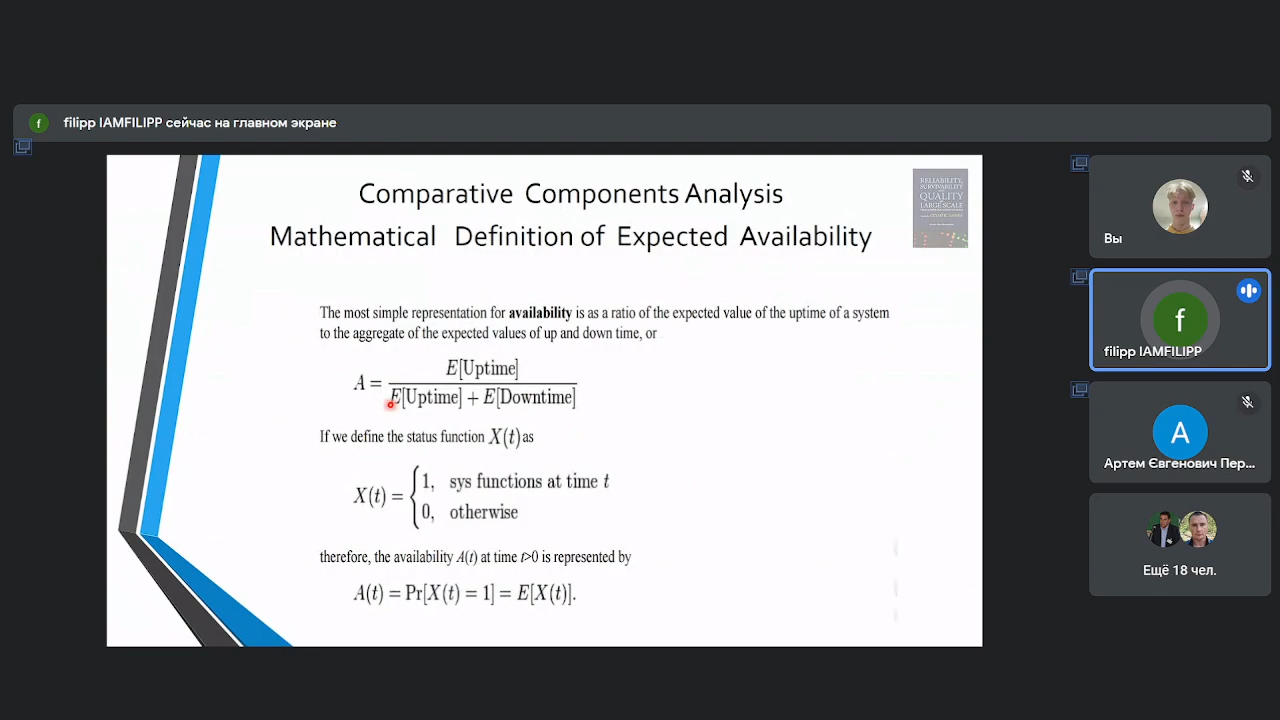 filipp IAMFILIPP сейчас на главном экране
Comparative Components Analysis
Mathematical Definition of Expected Availability
RELIABILITY,
SURVIVABILITY
QUALITY
LARGE SCALE
The most simple representation for availability is as a ratio of the expected value of the uptime of a system
to the aggregate of the expected values of up and down time, or
A = E[Uptime] / E[Uptime] + E[Downtime]
If we define the status function X(t) as
X(t) = { 1, sys functions at time t
0, otherwise
therefore, the availability A(t) at time t>0 is represented by
A(t) = Pr[X(t) = 1] = E[X(t)].
Вы
f
filipp IAMFILIPP
А
Артем Євгенович Пер...
Ещё 18 чел.